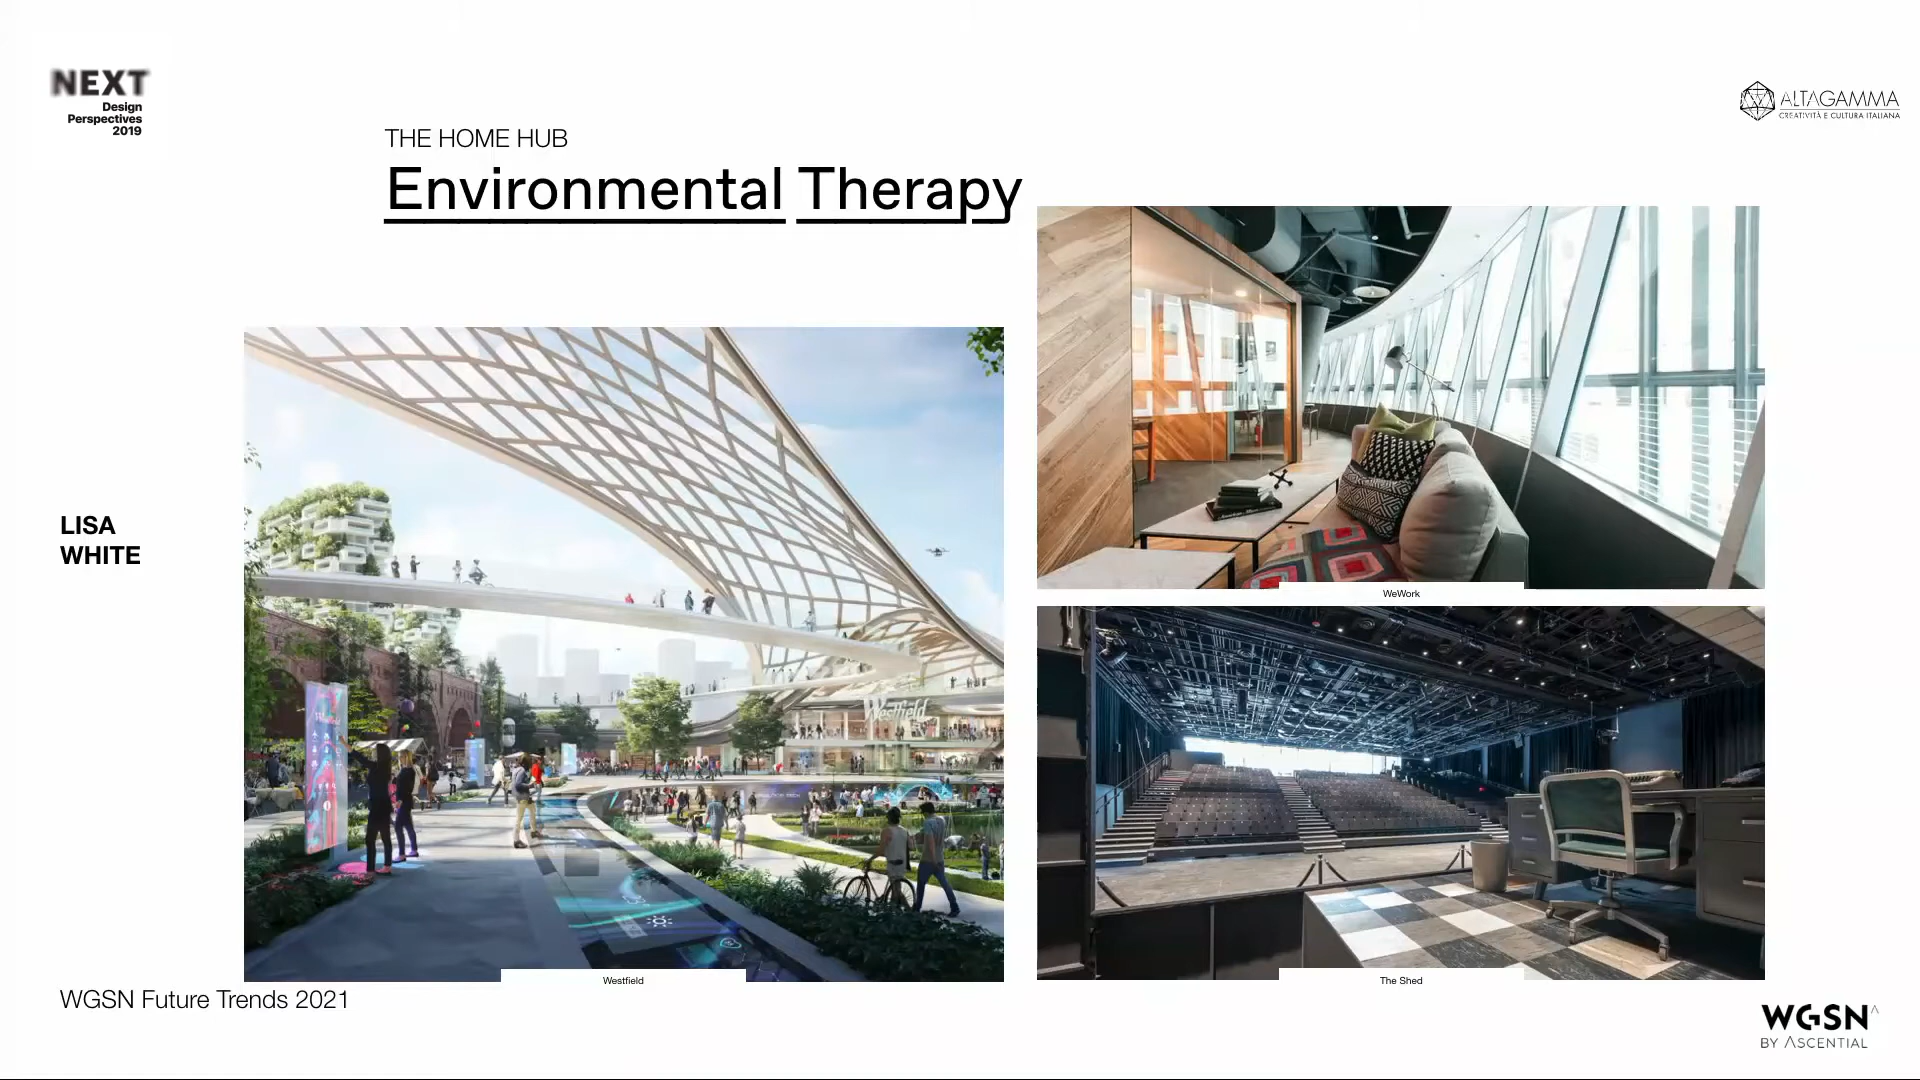 NEXT
Design
Perspectives
2019
ALTAGAMMA
CREATIVITÀ E CULTURA ITALIANA
THE HOME HUB
Environmental Therapy
LISA
WHITE
Westfield
WeWork
Westfield
The Shed
WGSN Future Trends 2021
WGSN
BY ASCENTIAL